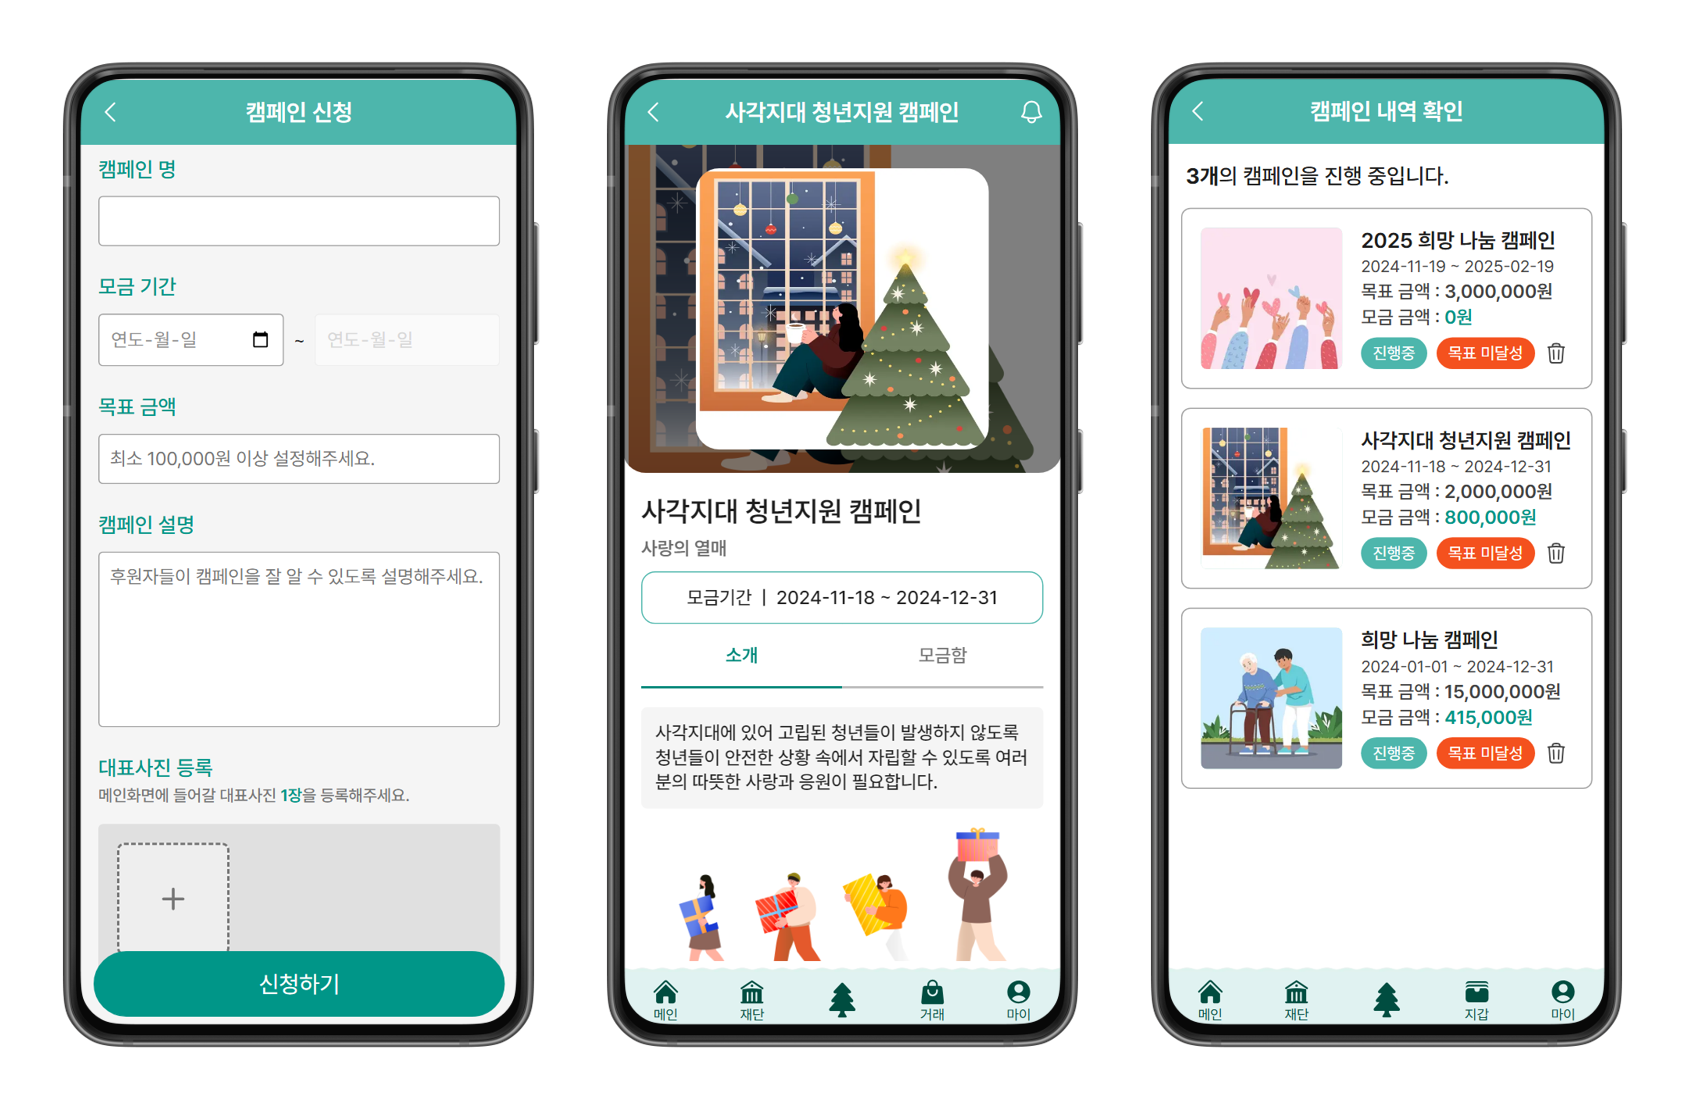 캠페인 신청
캠페인 명
모금 기간
연도-월-일 ~ 연도-월-일
목표 금액
최소 100,000원 이상 설정해주세요.
캠페인 설명
후원자들이 캠페인을 잘 알 수 있도록 설명해주세요.
대표사진 등록
메인화면에 들어갈 대표사진 1장을 등록해주세요.
신청하기
사각지대 청년지원 캠페인
사각지대 청년지원 캠페인
사랑의 열매
모금기간 | 2024-11-18 ~ 2024-12-31
소개 모금함
사각지대에 있어 고립된 청년들이 발생하지 않도록
청년들이 안전한 상황 속에서 자립할 수 있도록 여러
분의 따뜻한 사랑과 응원이 필요합니다.
메인 재단 거래 마이
캠페인 내역 확인
3개의 캠페인을 진행 중입니다.
2025 희망 나눔 캠페인
2024-11-19 ~ 2025-02-19
목표 금액 : 3,000,000원
모금 금액 : 0원
진행중 목표 미달성
사각지대 청년지원 캠페인
2024-11-18 ~ 2024-12-31
목표 금액 : 2,000,000원
모금 금액 : 800,000원
진행중 목표 미달성
희망 나눔 캠페인
2024-01-01 ~ 2024-12-31
목표 금액 : 15,000,000원
모금 금액 : 415,000원
진행중 목표 미달성
메인 재단 지갑 마이